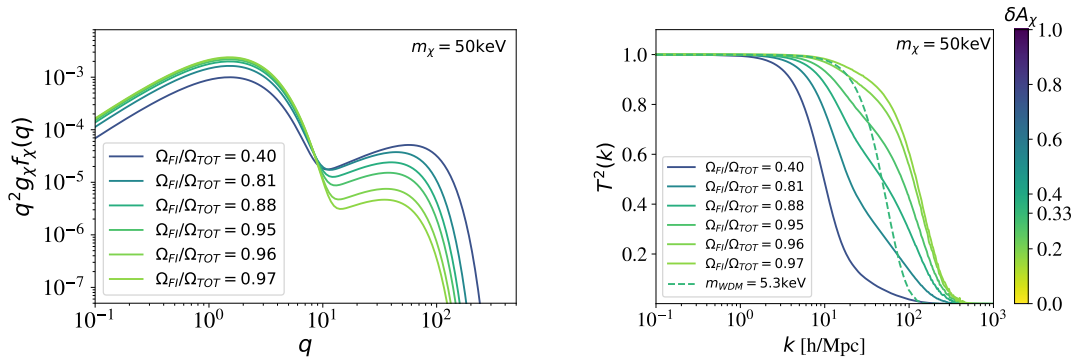 m_χ = 50keV
10⁻³
10⁻⁴
10⁻⁵
10⁻⁶
10⁻⁷
q²g_χf_χ(q)
Ω_FI/Ω_TOT = 0.40
Ω_FI/Ω_TOT = 0.81
Ω_FI/Ω_TOT = 0.88
Ω_FI/Ω_TOT = 0.95
Ω_FI/Ω_TOT = 0.96
Ω_FI/Ω_TOT = 0.97
10⁻¹ 10⁰ 10¹ 10²
q
m_χ = 50keV
1.0
0.8
0.6
0.4
0.2
T²(k)
Ω_FI/Ω_TOT = 0.40
Ω_FI/Ω_TOT = 0.81
Ω_FI/Ω_TOT = 0.88
Ω_FI/Ω_TOT = 0.95
Ω_FI/Ω_TOT = 0.96
Ω_FI/Ω_TOT = 0.97
m_WDM = 5.3keV
10⁻¹ 10⁰ 10¹ 10² 10³
k [h/Mpc]
δA_χ
1.0
0.8
0.6
0.4
0.33
0.2
0.0